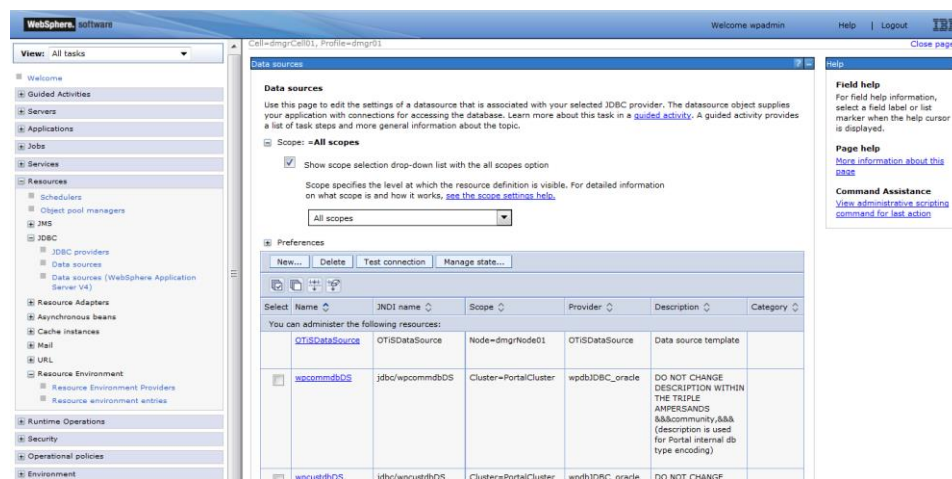 WebSphere. software
Welcome wpadmin
Help | Logout
IBM
View: All tasks
Welcome
Guided Activities
Servers
Applications
Jobs
Services
Resources
Schedulers
Object pool managers
JMS
JDBC
JDBC providers
Data sources
Data sources (WebSphere Application
Server V4)
Resource Adapters
Asynchronous beans
Cache instances
Mail
URL
Resource Environment
Resource Environment Providers
Resource environment entries
Runtime Operations
Security
Operational policies
Environment
Cell=dmgrCell01, Profile=dmgr01
Close page
Data sources
? –
Data sources
Use this page to edit the settings of a datasource that is associated with your selected JDBC provider. The datasource object supplies
your application with connections for accessing the database. Learn more about this task in a guided activity. A guided activity provides
a list of task steps and more general information about the topic.
Scope: =All scopes
Show scope selection drop-down list with the all scopes option
Scope specifies the level at which the resource definition is visible. For detailed information
on what scope is and how it works, see the scope settings help.
All scopes
Preferences
New... Delete Test connection Manage state...
Select Name JNDI name Scope Provider Description Category
You can administer the following resources:
OTiSDataSource OTiSDataSource Node=dmgrNode01 OTiSDataSource Data source template
wpcommdbDS jdbc/wpcommdbDS Cluster=PortalCluster wpdbJDBC_oracle DO NOT CHANGE
DESCRIPTION WITHIN
THE TRIPLE
AMPERSANDS
&&&community,&&&
(description is used
for Portal internal db
type encoding)
wpcustdbDS jdbc/wpcustdbDS Cluster=PortalCluster wpdbJDBC_oracle DO NOT CHANGE
Help
Field help
For field help information,
select a field label or list
marker when the help cursor
is displayed.
Page help
More information about this
page
Command Assistance
View administrative scripting
command for last action